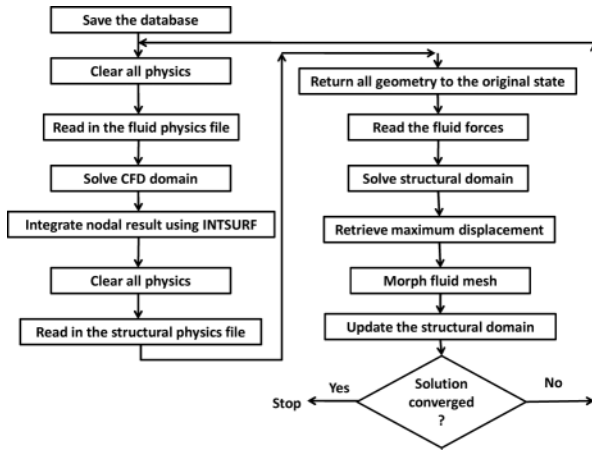 Save the database
Clear all physics
Read in the fluid physics file
Solve CFD domain
Integrate nodal result using INTSURF
Clear all physics
Read in the structural physics file
Return all geometry to the original state
Read the fluid forces
Solve structural domain
Retrieve maximum displacement
Morph fluid mesh
Update the structural domain
Solution
converged
?
Yes
Stop
No